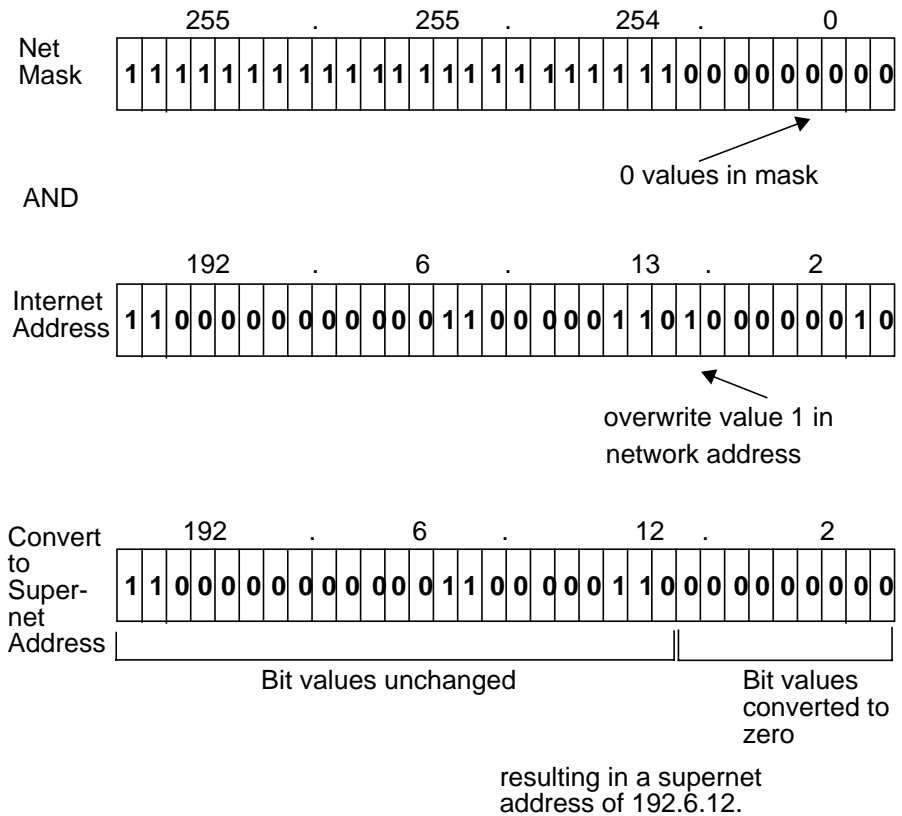 255 . 255 . 254 . 0
Net
Mask
1 1 1 1 1 1 1 1 1 1 1 1 1 1 1 1 1 1 1 1 1 1 1 0 0 0 0 0 0 0 0 0
0 values in mask
AND
192 . 6 . 13 . 2
Internet
Address
1 1 0 0 0 0 0 0 0 0 0 0 0 1 1 0 0 0 0 0 1 1 0 1 0 0 0 0 0 0 1 0
overwrite value 1 in
network address
192 . 6 . 12 . 2
Convert
to
Super-
net
Address
1 1 0 0 0 0 0 0 0 0 0 0 0 1 1 0 0 0 0 0 1 1 0 0 0 0 0 0 0 0 0 0
Bit values unchanged
Bit values
converted to
zero
resulting in a supernet
address of 192.6.12.